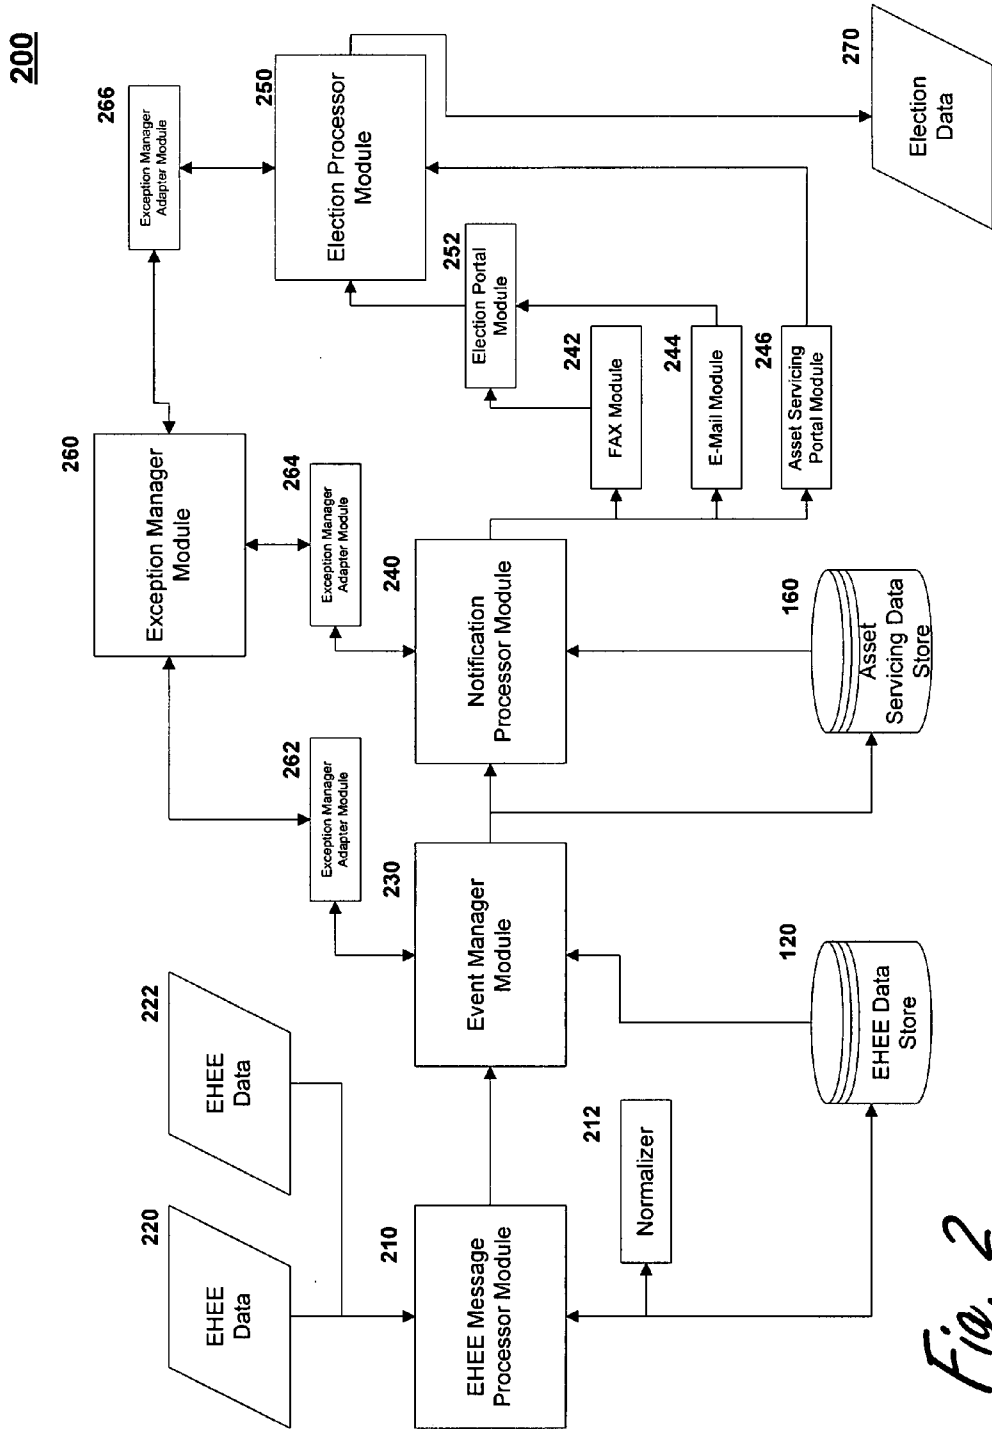 200
220
EHEE
Data
222
EHEE
Data
260
Exception Manager
Module
266
Exception Manager
Adapter Module
262
Exception Manager
Adapter Module
264
Exception Manager
Adapter Module
250
Election Processor
Module
210
EHEE Message
Processor Module
230
Event Manager
Module
240
Notification
Processor Module
252
Election Portal
Module
212
Normalizer
242
FAX Module
244
E-Mail Module
246
Asset Servicing
Portal Module
120
EHEE Data
Store
160
Asset
Servicing Data
Store
270
Election
Data
Fig. 2